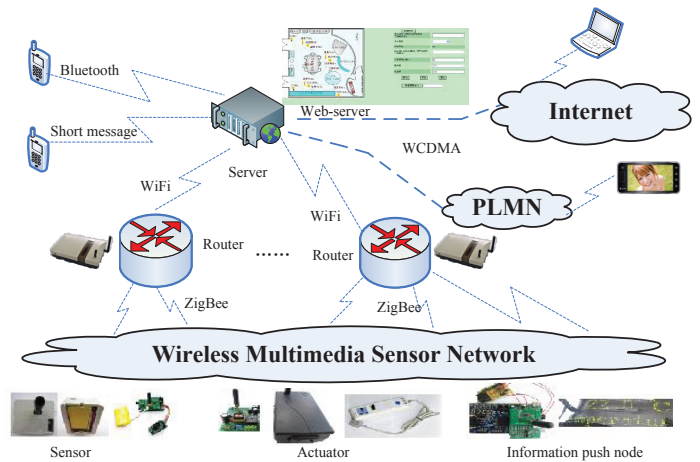 Bluetooth
Web-server
Internet
Short message
WCDMA
Server
WiFi
PLMN
WiFi
Router
......
Router
ZigBee
ZigBee
Wireless Multimedia Sensor Network
Sensor
Actuator
Information push node